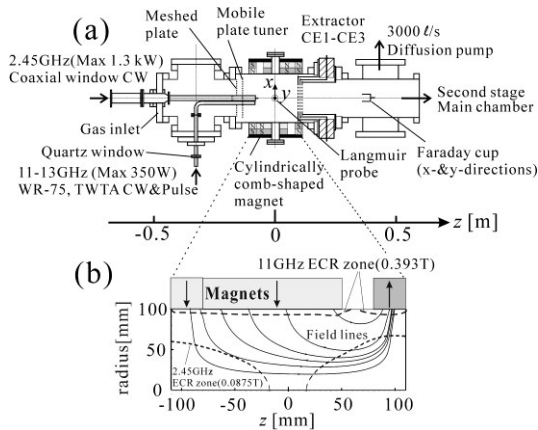 (a)
Meshed
plate
Mobile
plate tuner
Extractor
CE1-CE3
3000 ℓ/s
Diffusion pump
2.45GHz(Max 1.3 kW)
Coaxial window CW
x
y
Second stage
Main chamber
Gas inlet
Quartz window
11-13GHz (Max 350W)
WR-75, TWTA CW&Pulse
Cylindrically
comb-shaped
magnet
Langmuir
probe
Faraday cup
(x-&y-directions)
z [m]
-0.5
0
0.5
(b)
11GHz ECR zone(0.393T)
Magnets
radius[mm]
100
50
0
Field lines
2.45GHz
ECR zone(0.0875T)
100
50
0
-100
-50
0
50
100
z [mm]